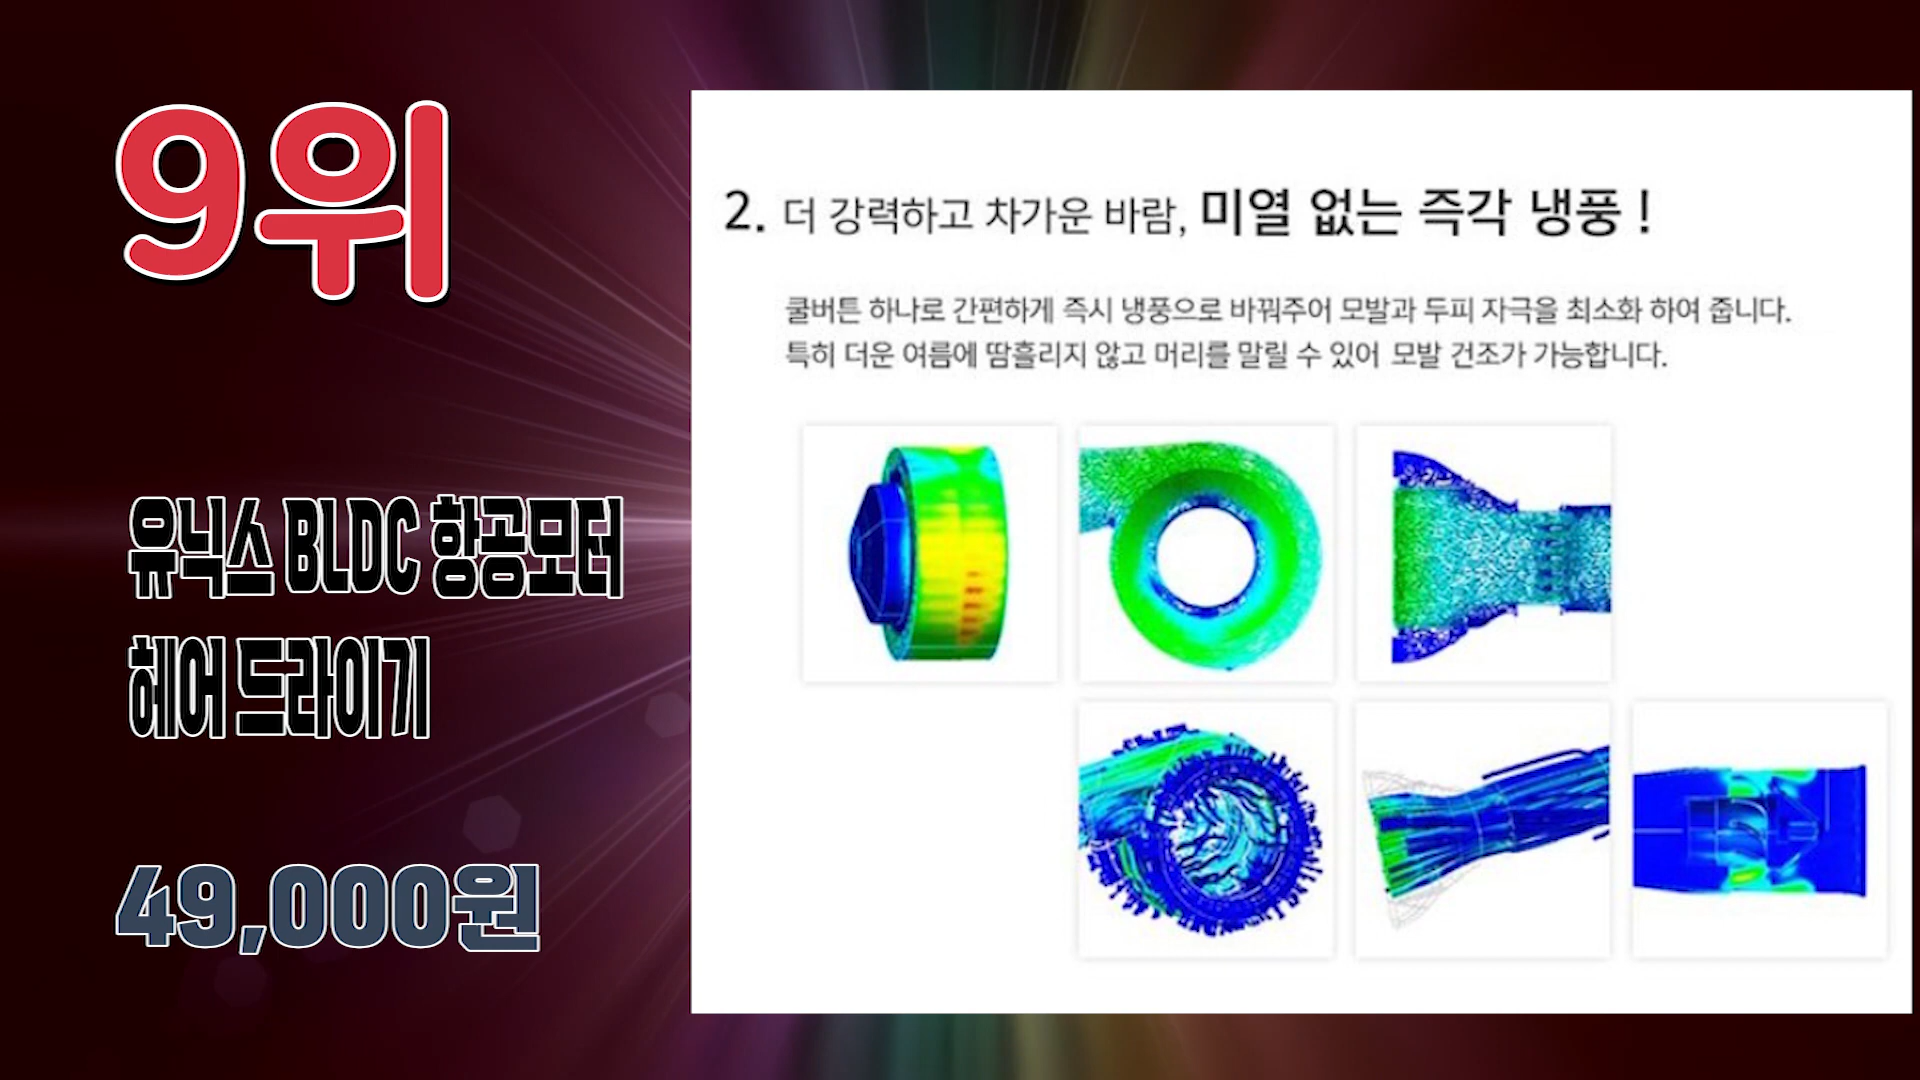 9위
유닉스 BLDC 항공모터
헤어 드라이기
49,000원
2. 더 강력하고 차가운 바람, 미열 없는 즉각 냉풍 !
쿨버튼 하나로 간편하게 즉시 냉풍으로 바꿔주어 모발과 두피 자극을 최소화 하여 줍니다.
특히 더운 여름에 땀흘리지 않고 머리를 말릴 수 있어 모발 건조가 가능합니다.